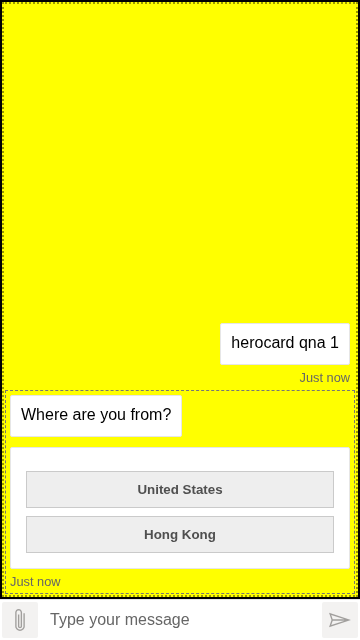 herocard qna 1
Just now
Where are you from?
United States
Hong Kong
Just now
Type your message